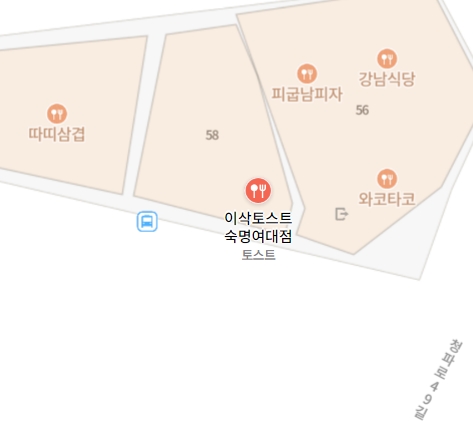 강남식당
피굽남피자
56
따띠삼겹
58
와코타코
이삭토스트
숙명여대점
토스트
청파로49길